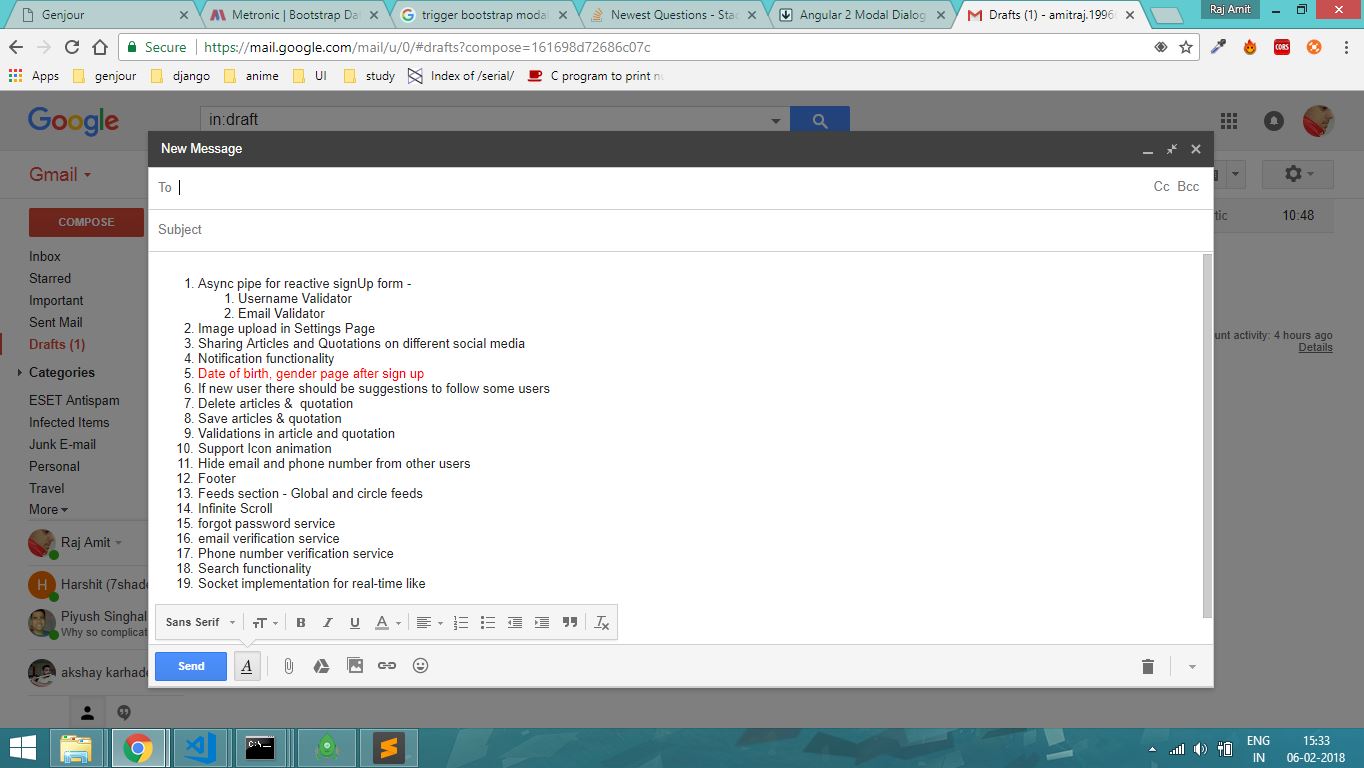 Genjour
Metronic | Bootstrap Da
trigger bootstrap moda
Newest Questions - Sta
Angular 2 Modal Dialog
Drafts (1) - amitraj.1996
Raj Amit
Secure https://mail.google.com/mail/u/0/#drafts?compose=161698d72686c07c
Apps genjour django anime UI study Index of /serial/ C program to print n
Google
in:draft
New Message
Gmail
To Cc Bcc
COMPOSE
tic 10:48
Subject
Inbox
Starred
Important
Sent Mail
Drafts (1)
Categories
ESET Antispam
Infected Items
Junk E-mail
Personal
Travel
More
1. Async pipe for reactive signUp form -
1. Username Validator
2. Email Validator
2. Image upload in Settings Page
3. Sharing Articles and Quotations on different social media
4. Notification functionality
5. Date of birth, gender page after sign up
6. If new user there should be suggestions to follow some users
7. Delete articles &  quotation
8. Save articles & quotation
9. Validations in article and quotation
10. Support Icon animation
11. Hide email and phone number from other users
12. Footer
13. Feeds section - Global and circle feeds
14. Infinite Scroll
15. forgot password service
16. email verification service
17. Phone number verification service
18. Search functionality
19. Socket implementation for real-time like
unt activity: 4 hours ago
Details
Raj Amit
H Harshit (7shade
Piyush Singhal
Why so complicat
akshay karhade
Sans Serif
B I U A
Send A
CORS
C:\_
ENG
IN
15:33
06-02-2018